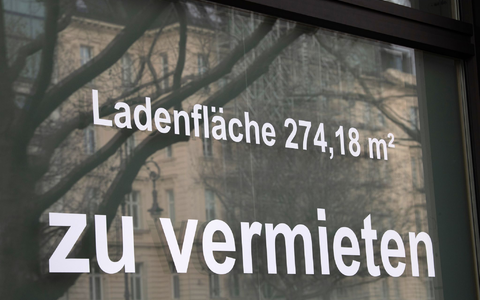 Ladenfläche 274,18 m²
zu vermieten